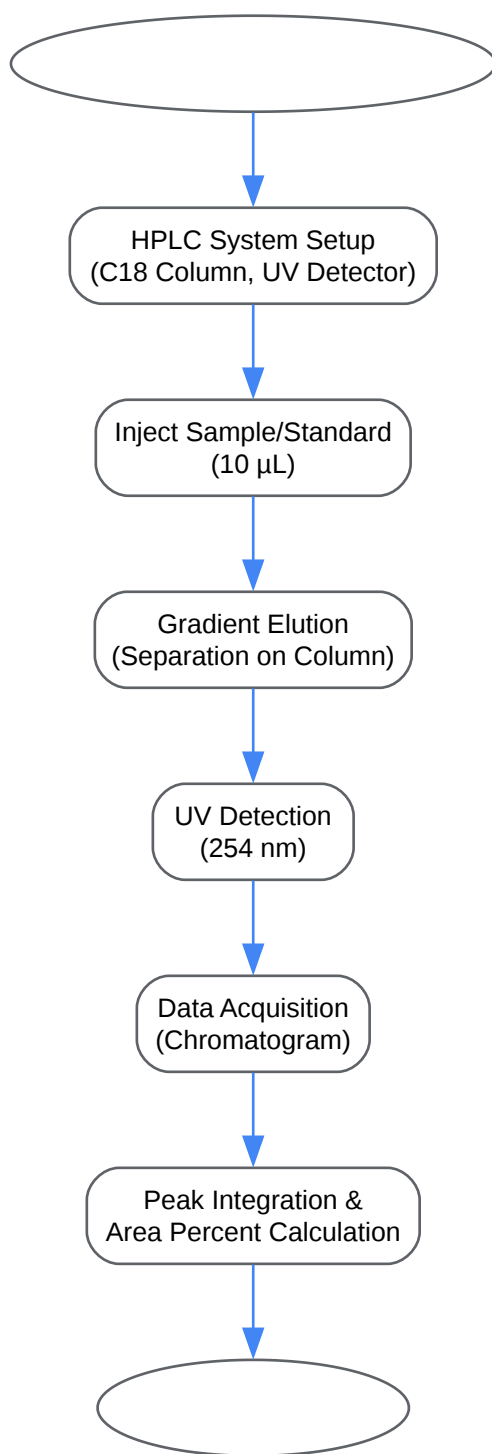 HPLC System Setup
(C18 Column, UV Detector)
Inject Sample/Standard
(10 µL)
Gradient Elution
(Separation on Column)
UV Detection
(254 nm)
Data Acquisition
(Chromatogram)
Peak Integration &
Area Percent Calculation